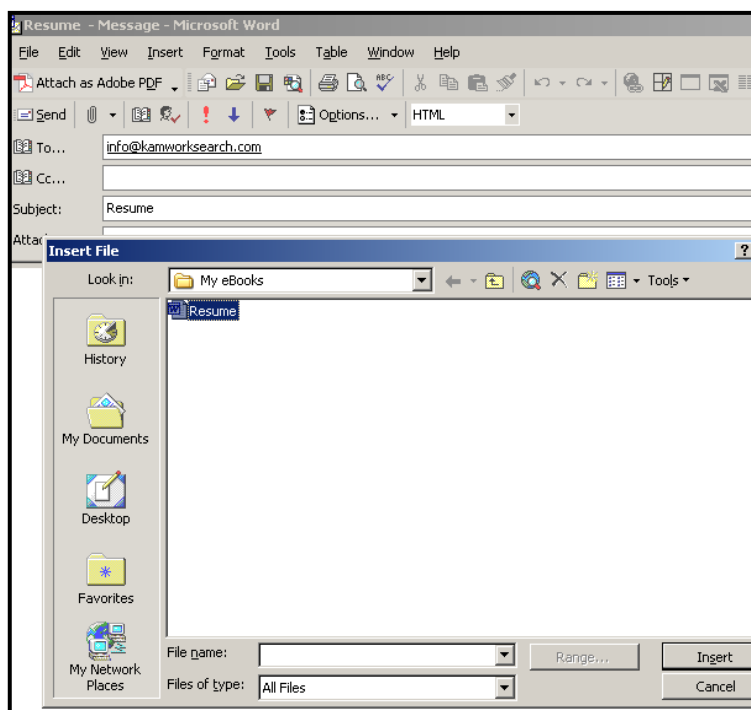 Resume - Message - Microsoft Word
File Edit View Insert Format Tools Table Window Help
Attach as Adobe PDF ABC
Send Options... HTML
To... info@kamworksearch.com
Cc...
Subject: Resume
Attac
Insert File ?
Look in: My eBooks Tools
Resume
History
My Documents
Desktop
Favorites
My Network
Places
File name: Range... Insert
Files of type: All Files Cancel